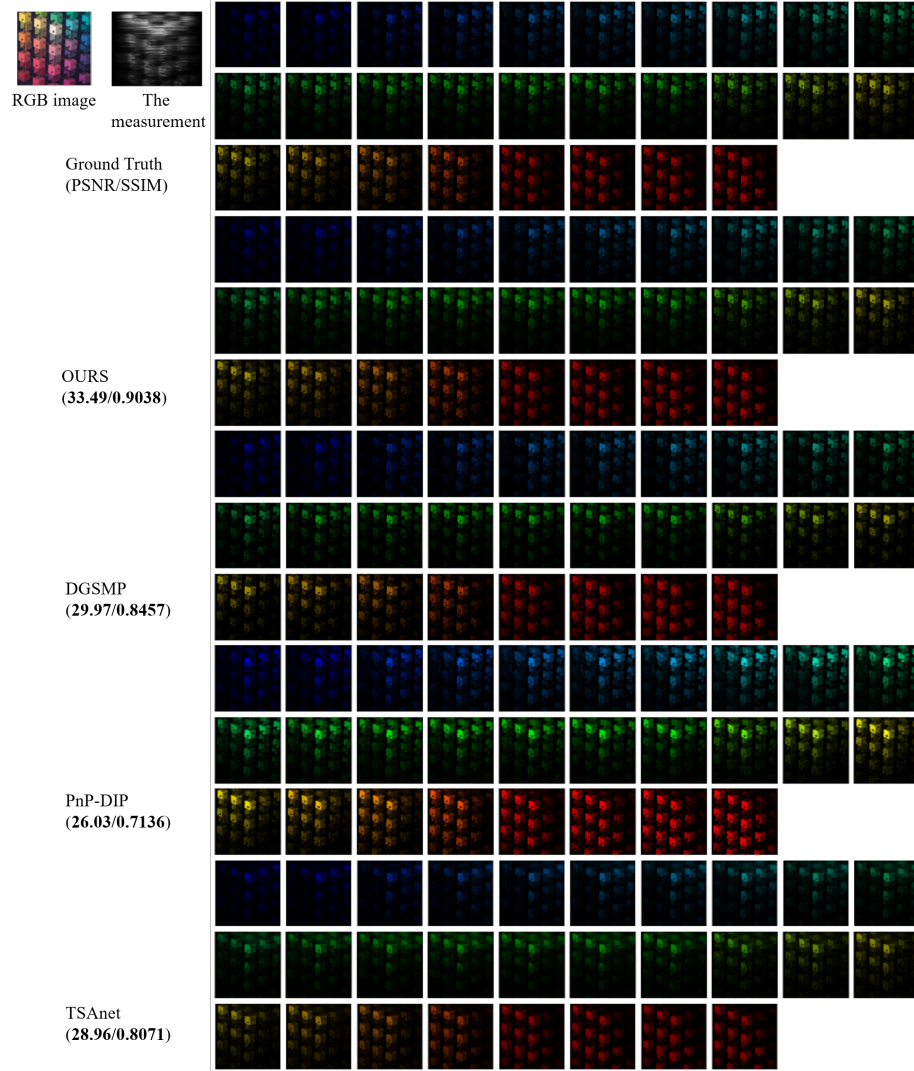 RGB image
The
measurement
Ground Truth
(PSNR/SSIM)
OURS
(33.49/0.9038)
DGSMP
(29.97/0.8457)
PnP-DIP
(26.03/0.7136)
TSAnet
(28.96/0.8071)